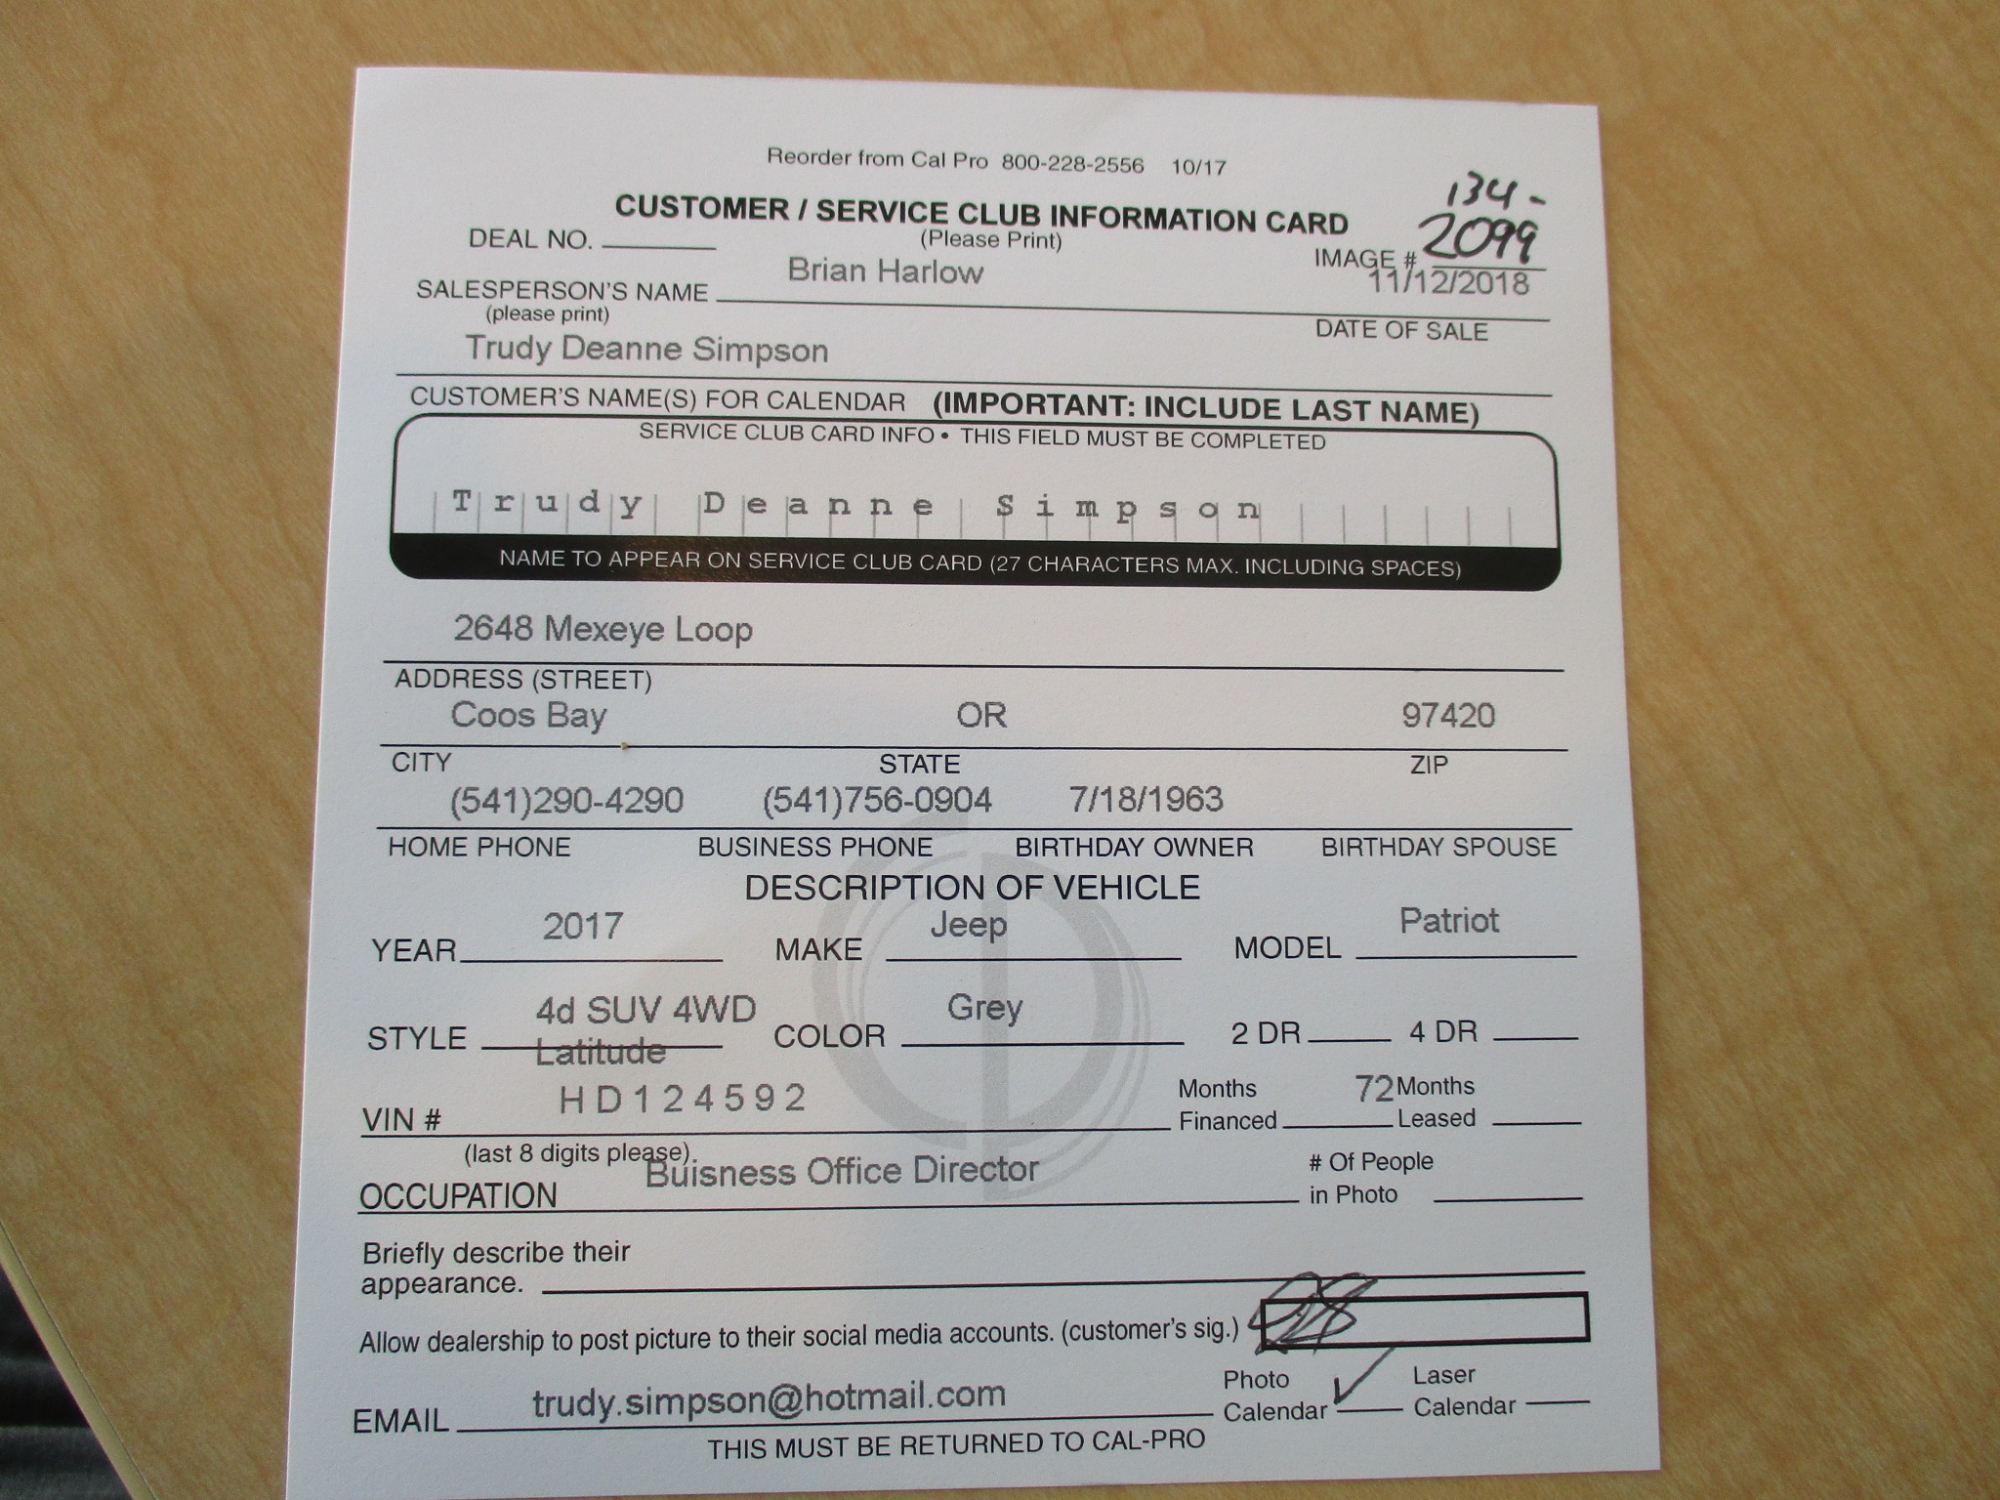 Reorder from Cal Pro 800-228-2556 10/17
134-
CUSTOMER / SERVICE CLUB INFORMATION CARD
2099
DEAL NO.
(Please Print)
IMAGE #
Brian Harlow
11/12/2018
SALESPERSON'S NAME
(please print)
DATE OF SALE
Trudy Deanne Simpson
CUSTOMER'S NAME(S) FOR CALENDAR (IMPORTANT: INCLUDE LAST NAME)
SERVICE CLUB CARD INFO • THIS FIELD MUST BE COMPLETED
Trudy Deanne Simpson
NAME TO APPEAR ON SERVICE CLUB CARD (27 CHARACTERS MAX. INCLUDING SPACES)
2648 Mexeye Loop
ADDRESS (STREET)
Coos Bay OR 97420
CITY STATE ZIP
(541)290-4290 (541)756-0904 7/18/1963
HOME PHONE BUSINESS PHONE BIRTHDAY OWNER BIRTHDAY SPOUSE
DESCRIPTION OF VEHICLE
YEAR 2017 MAKE Jeep MODEL Patriot
STYLE 4d SUV 4WD COLOR Grey 2 DR 4 DR
Latitude
VIN # HD124592 Months Financed 72 Months Leased
(last 8 digits please).
OCCUPATION Buisness Office Director # Of People in Photo
Briefly describe their
appearance.
Allow dealership to post picture to their social media accounts. (customer's sig.)
EMAIL trudy.simpson@hotmail.com Photo Calendar Laser Calendar
THIS MUST BE RETURNED TO CAL-PRO